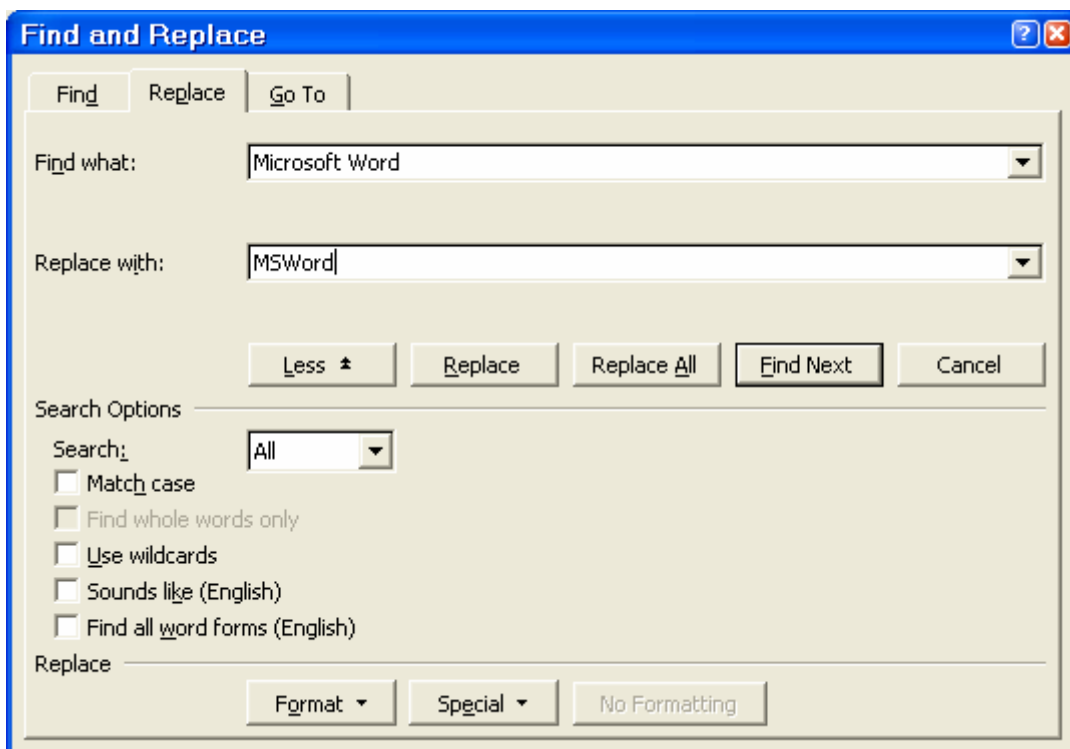 Find and Replace
Find Replace Go To
Find what: Microsoft Word
Replace with: MSWord
Less Replace Replace All Find Next Cancel
Search Options
Search: All
Match case
Find whole words only
Use wildcards
Sounds like (English)
Find all word forms (English)
Replace
Format Special No Formatting